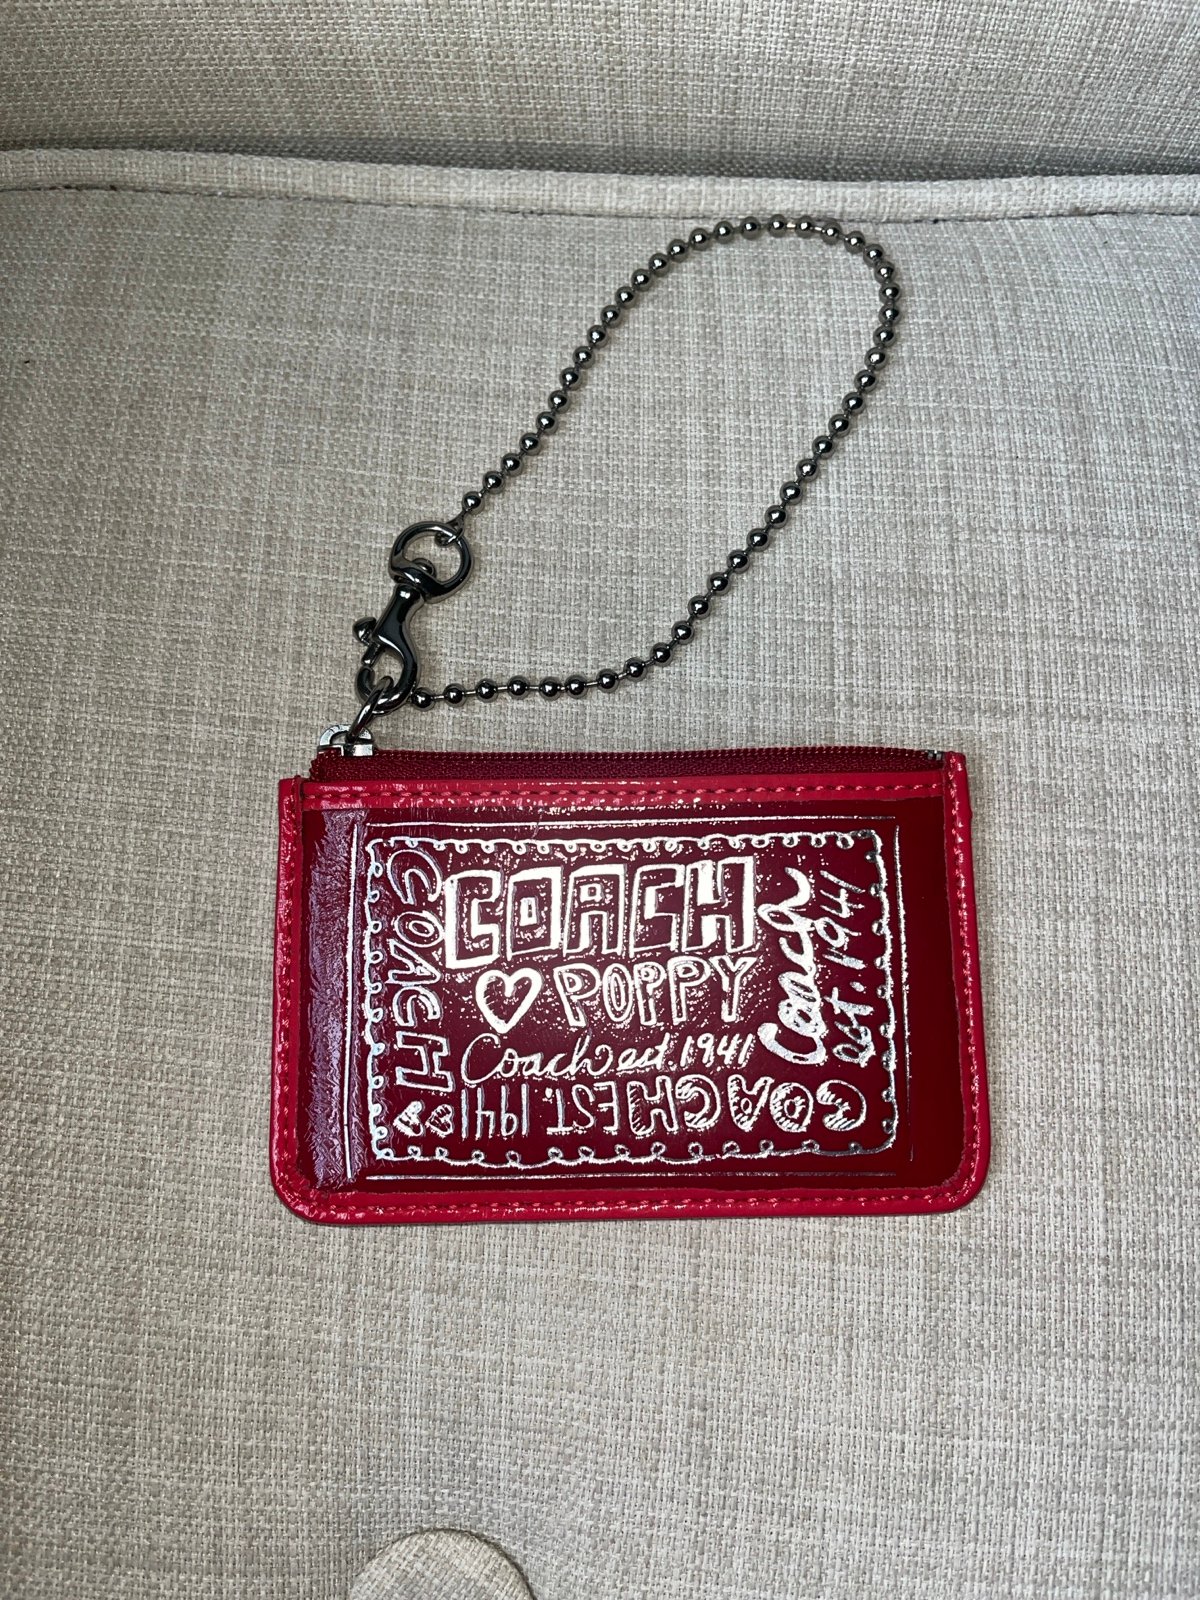 COACH
POPPY
Coach est. 1941
COACH EST. 1941
COACH
Coach
est. 1941